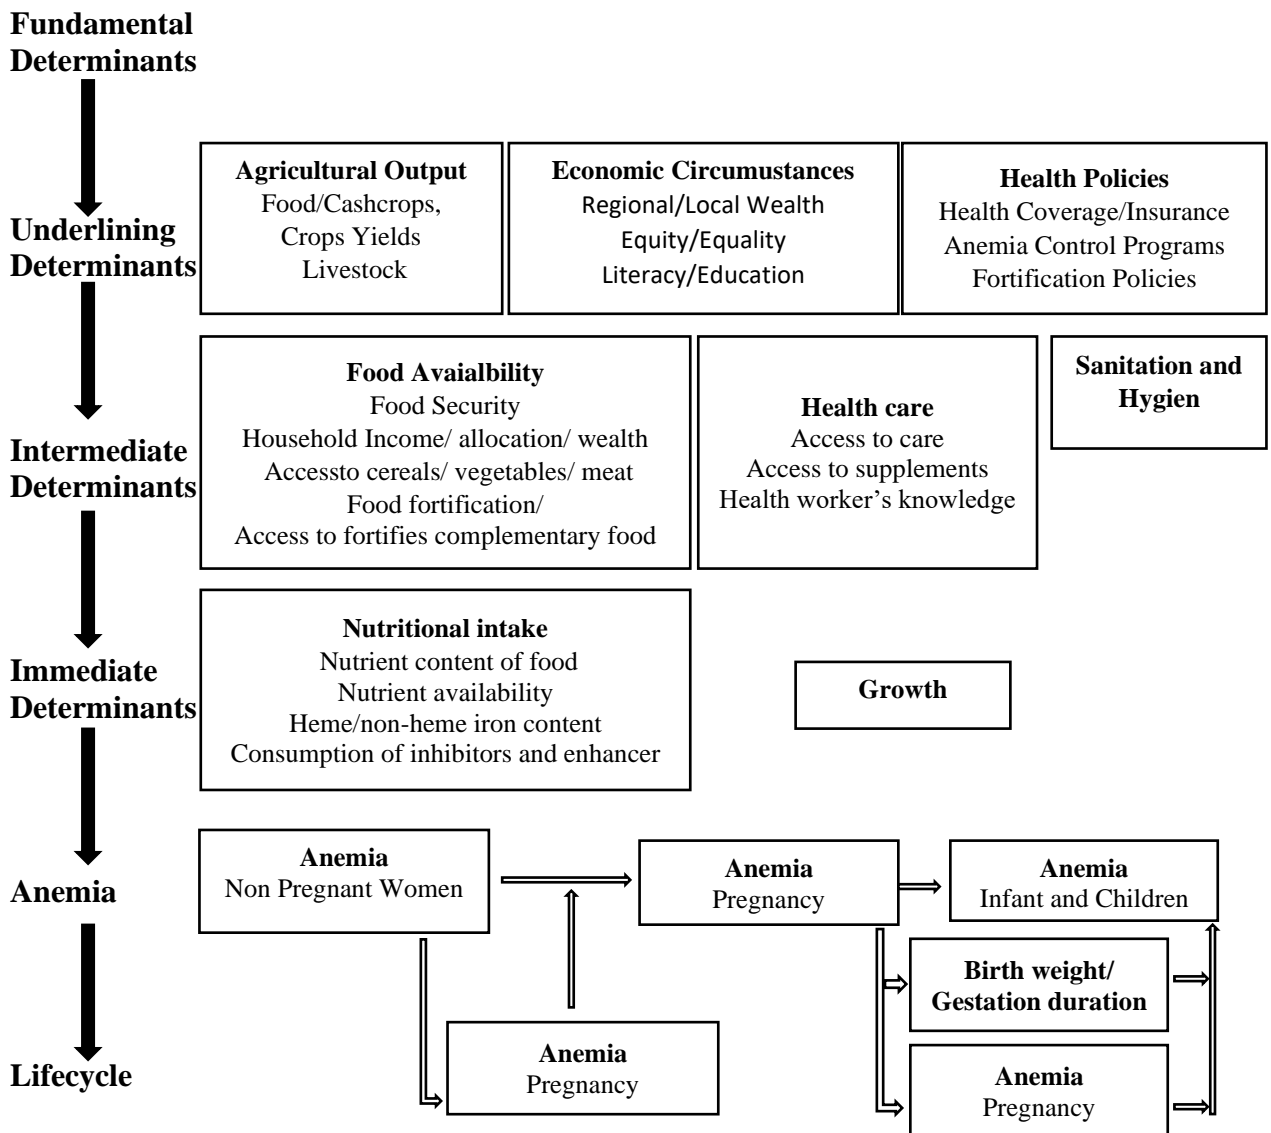 Fundamental
Determinants
Underlining
Determinants
Agricultural Output
Food/Cashcrops,
Crops Yields
Livestock
Economic Circumustances
Regional/Local Wealth
Equity/Equality
Literacy/Education
Health Policies
Health Coverage/Insurance
Anemia Control Programs
Fortification Policies
Intermediate
Determinants
Food Avaialbility
Food Security
Household Income/ allocation/ wealth
Accessto cereals/ vegetables/ meat
Food fortification/
Access to fortifies complementary food
Health care
Access to care
Access to supplements
Health worker’s knowledge
Sanitation and
Hygien
Immediate
Determinants
Nutritional intake
Nutrient content of food
Nutrient availability
Heme/non-heme iron content
Consumption of inhibitors and enhancer
Growth
Anemia
Anemia
Non Pregnant Women
Anemia
Pregnancy
Anemia
Infant and Children
Birth weight/
Gestation duration
Lifecycle
Anemia
Pregnancy
Anemia
Pregnancy